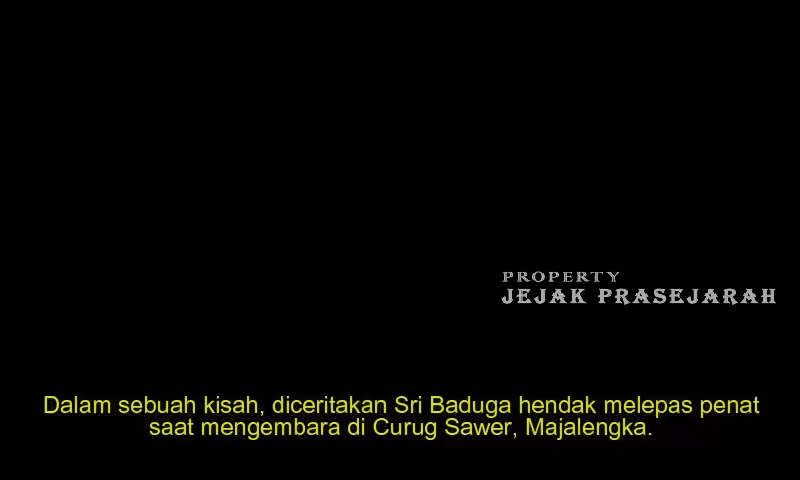 PROPERTY
JEJAK PRASEJARAH
Dalam sebuah kisah, diceritakan Sri Baduga hendak melepas penat
saat mengembara di Curug Sawer, Majalengka.